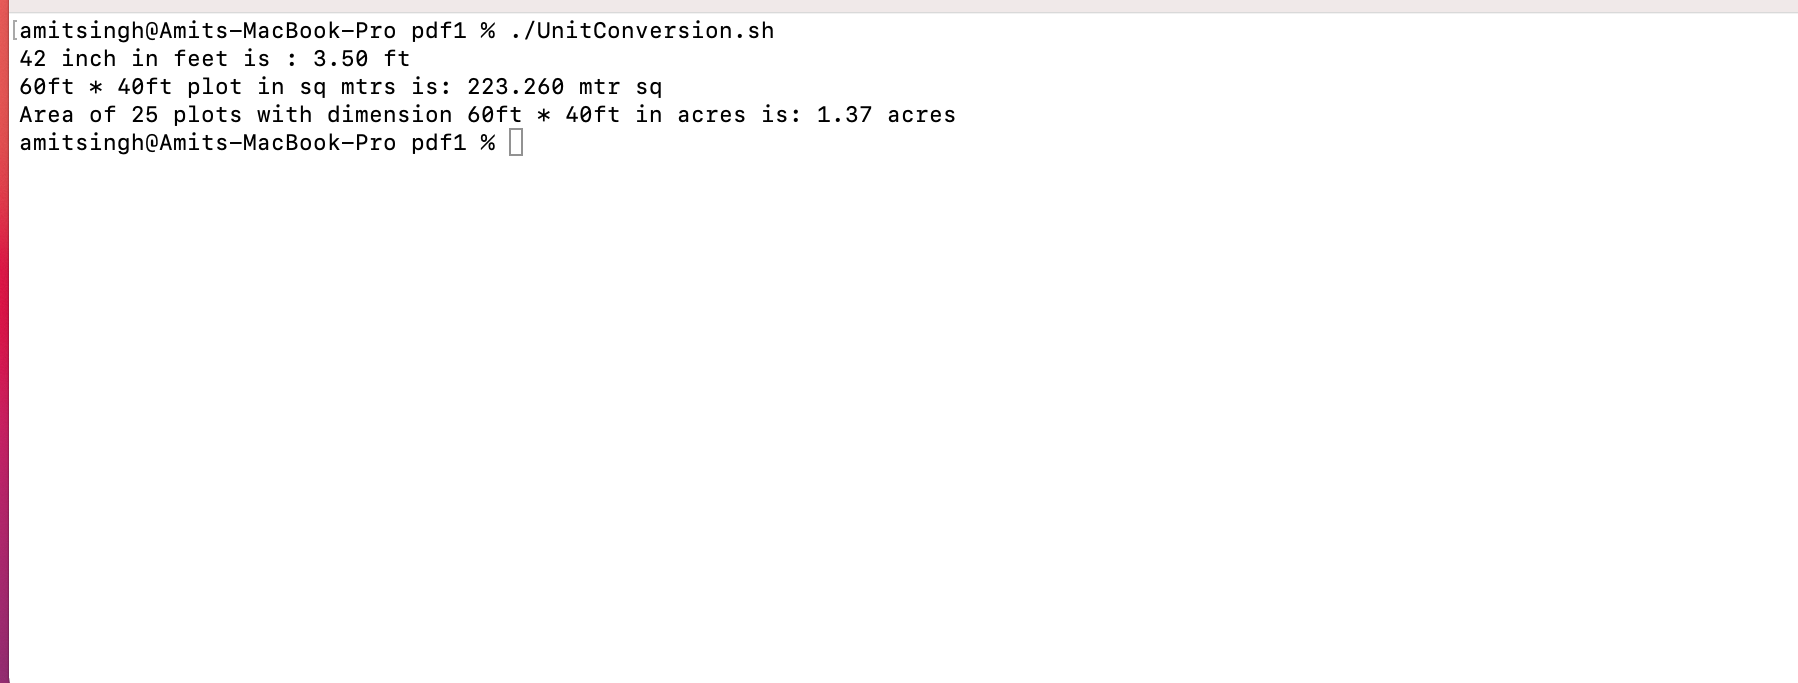 [amitsingh@Amits-MacBook-Pro pdf1 % ./UnitConversion.sh
42 inch in feet is : 3.50 ft
60ft * 40ft plot in sq mtrs is: 223.260 mtr sq
Area of 25 plots with dimension 60ft * 40ft in acres is: 1.37 acres
amitsingh@Amits-MacBook-Pro pdf1 %